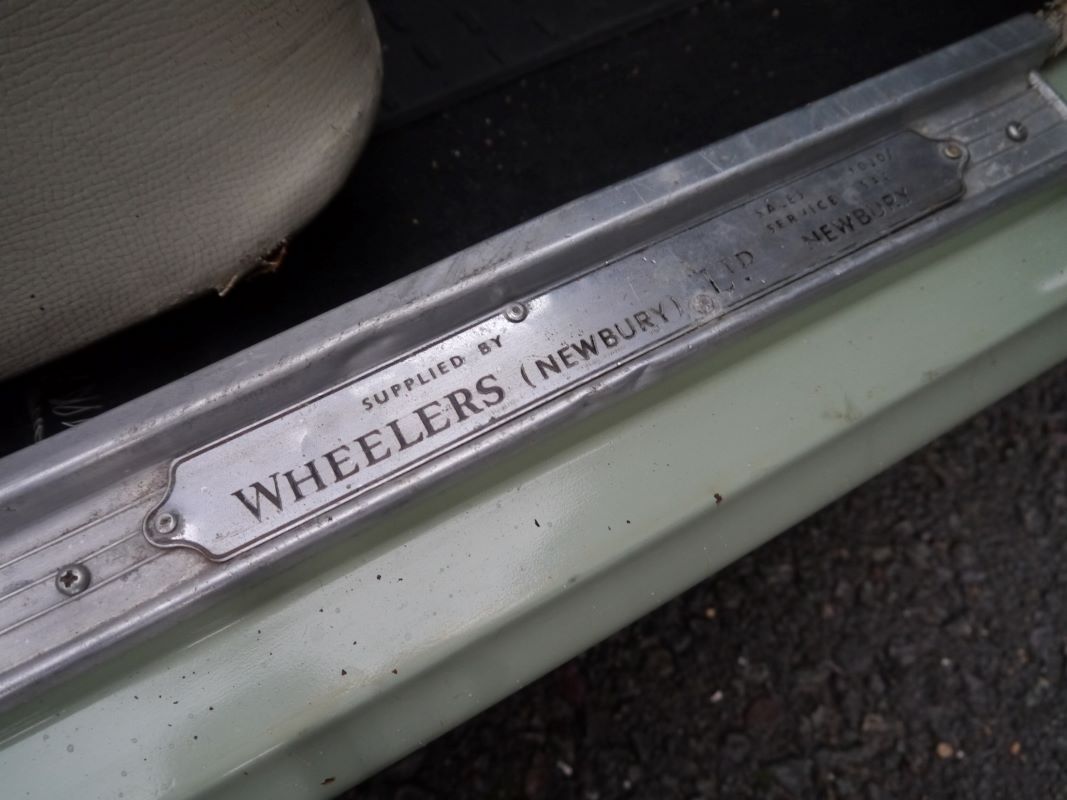 SUPPLIED BY
WHEELERS (NEWBURY) LTD
SALES
SERVICE
NEWBURY